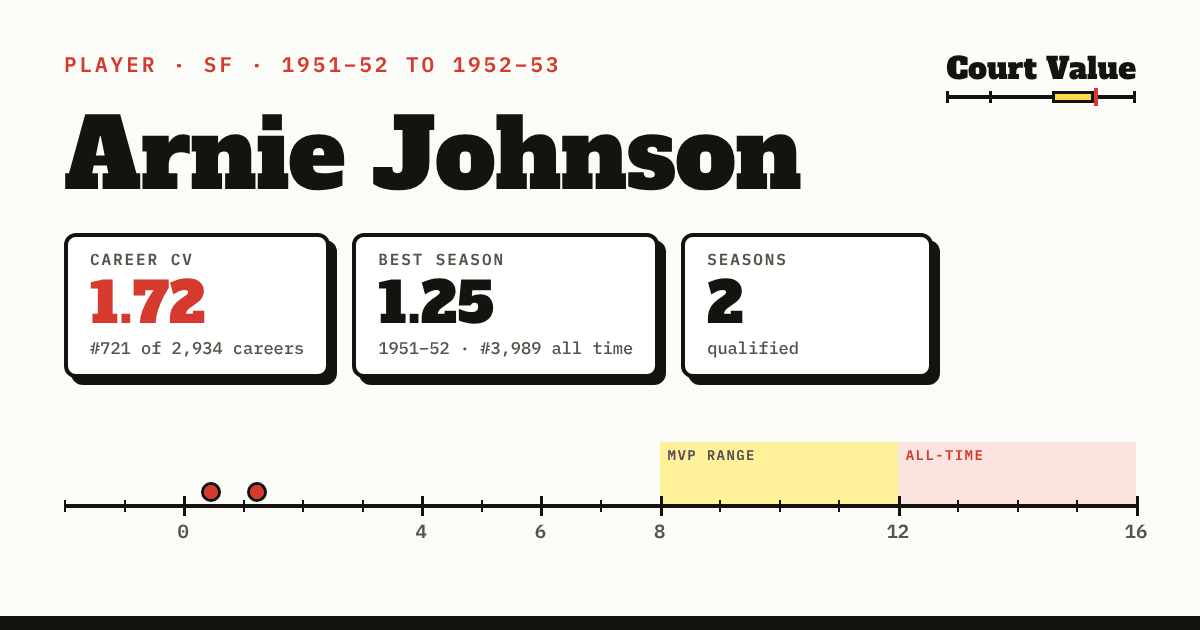 PLAYER · SF · 1951–52 TO 1952–53
Court Value
Arnie Johnson
CAREER CV
1.72
#721 of 2,934 careers
BEST SEASON
1.25
1951–52 · #3,989 all time
SEASONS
2
qualified
MVP RANGE
ALL-TIME
0 4 6 8 12 16